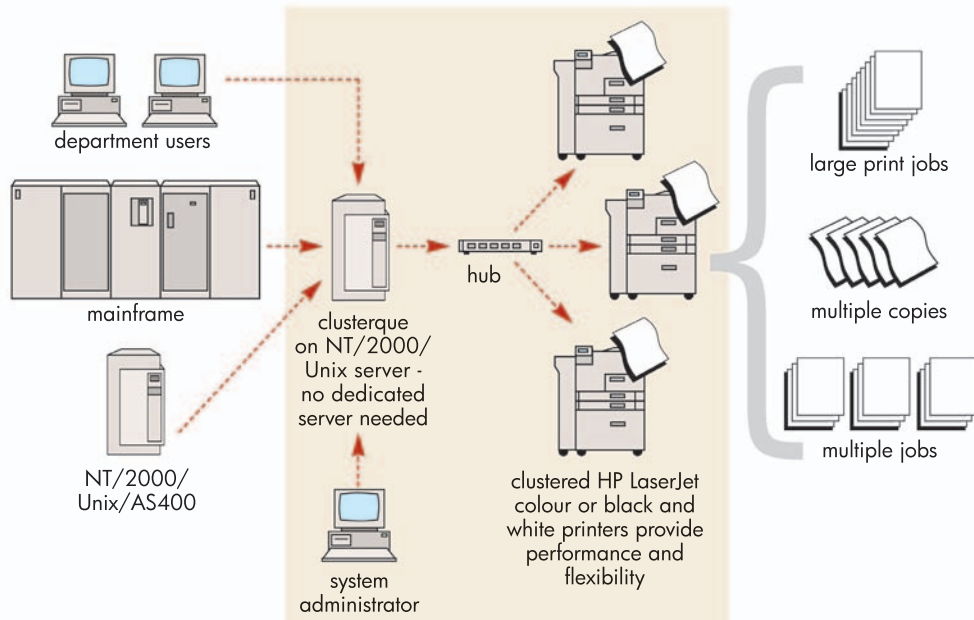 department users
mainframe
NT/2000/
Unix/AS400
clusterque
on NT/2000/
Unix server -
no dedicated
server needed
system
administrator
hub
clustered HP LaserJet
colour or black and
white printers provide
performance and
flexibility
large print jobs
multiple copies
multiple jobs